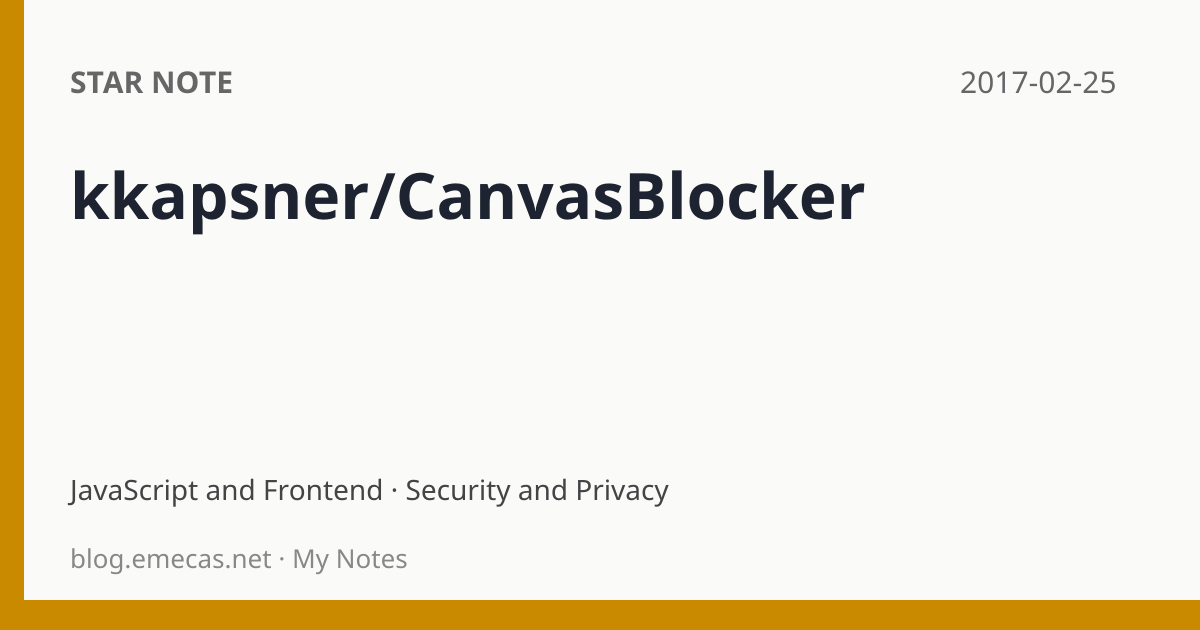 STAR NOTE 2017-02-25
kkapsner/CanvasBlocker
JavaScript and Frontend · Security and Privacy
blog.emecas.net · My Notes